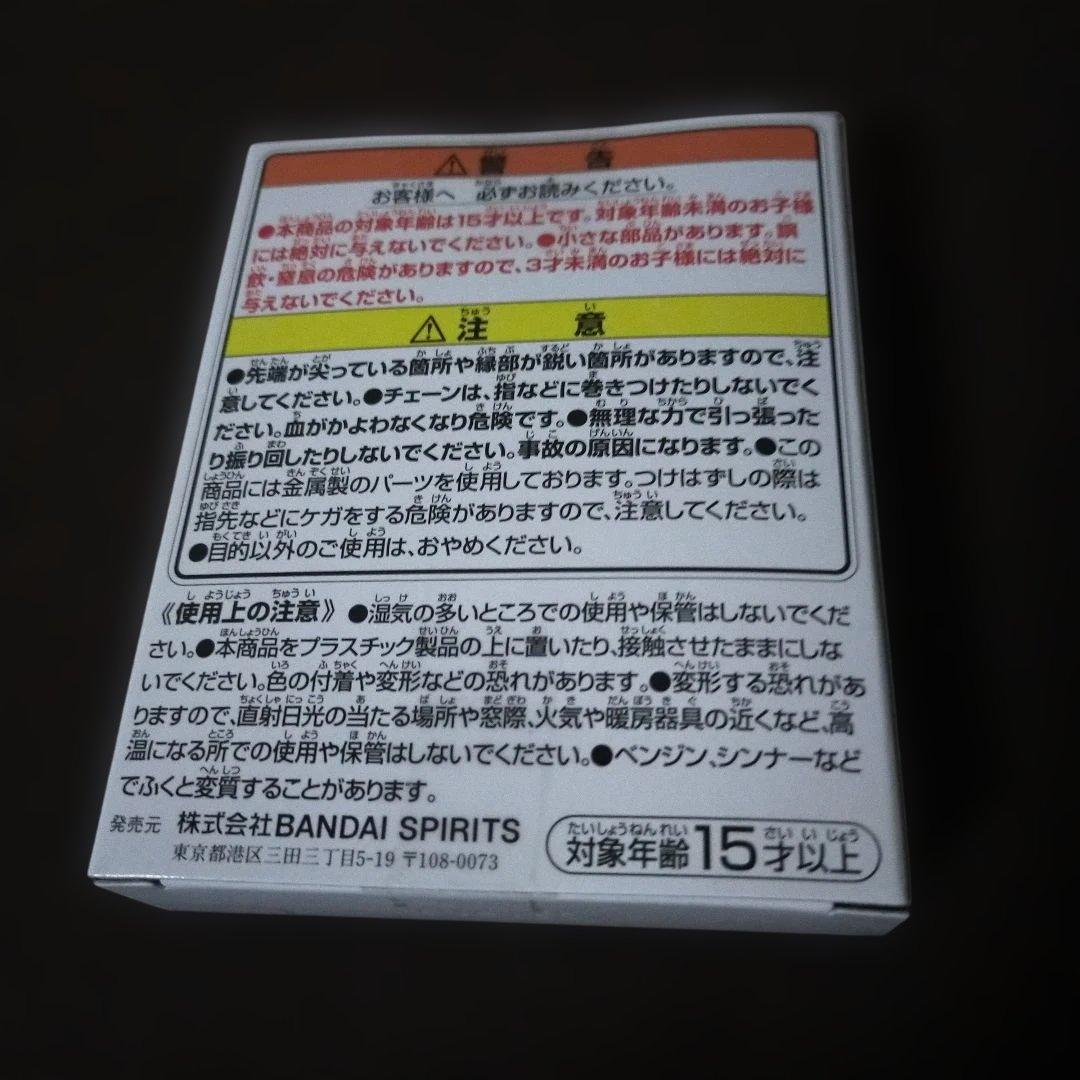 ⚠警告
お客様へ 必ずお読みください。
●本商品の対象年齢は15才以上です。対象年齢未満のお子様
には絶対に与えないでください。●小さな部品があります。誤
飲・窒息の危険がありますので、3才未満のお子様には絶対に
与えないでください。
⚠注意
●先端が尖っている箇所や縁部が鋭い箇所がありますので、注
意してください。●チェーンは、指などに巻きつけたりしないでく
ださい。血がかよわなくなり危険です。●無理な力で引っ張った
り振り回したりしないでください。事故の原因になります。●この
商品には金属製のパーツを使用しております。つけはずしの際は
指先などにケガをする危険がありますので、注意してください。
●目的以外のご使用は、おやめください。
《使用上の注意》●湿気の多いところでの使用や保管はしないでくだ
さい。●本商品をプラスチック製品の上に置いたり、接触させたままにしな
いでください。色の付着や変形などの恐れがあります。●変形する恐れがあ
りますので、直射日光の当たる場所や窓際、火気や暖房器具の近くなど、高
温になる所での使用や保管はしないでください。●ベンジン、シンナーなど
でふくと変質することがあります。
発売元 株式会社BANDAI SPIRITS
東京都港区三田三丁目5-19 〒108-0073
対象年齢15才以上